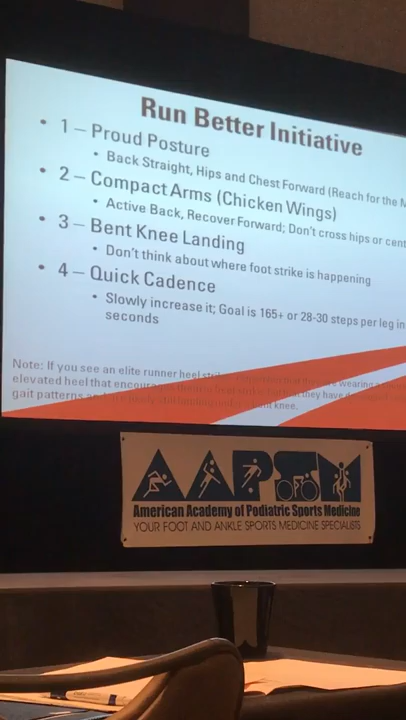 Run Better Initiative
• 1 – Proud Posture
• Back Straight, Hips and Chest Forward (Reach for the
• 2 – Compact Arms (Chicken Wings)
• Active Back, Recover Forward; Don't cross hips or
• 3 – Bent Knee Landing
• Don't think about where foot strike is happening
• 4 – Quick Cadence
• Slowly increase it; Goal is 165+ or 28-30 steps per leg in
seconds
Note: If you see an elite runner heel wearing
elevated heel that they have
gait patterns knee.
AAPSM
American Academy of Podiatric Sports Medicine
YOUR FOOT AND ANKLE SPORTS MEDICINE SPECIALISTS